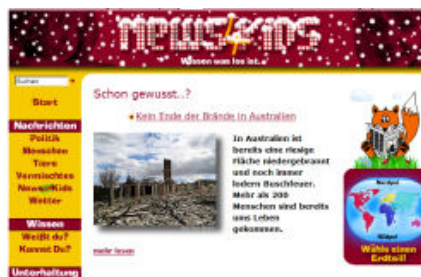 NEWS4KIDS
Wissen was los ist.
Suchen
Start
Nachrichten
Politik
Menschen
Tiere
Vermischtes
News4Kids
Wetter
Wissen
Weißt du?
Kannst Du?
Unterhaltung
Schon gewusst..?
Kein Ende der Brände in Australien
In Australien ist
bereits eine riesige
Fläche niedergebrannt
und noch immer
lodern Buschfeuer.
Mehr als 200
Menschen sind bereits
ums Leben
gekommen.
mehr lesen
Nordpol
Südpol
Wähle einen
Erdteil!